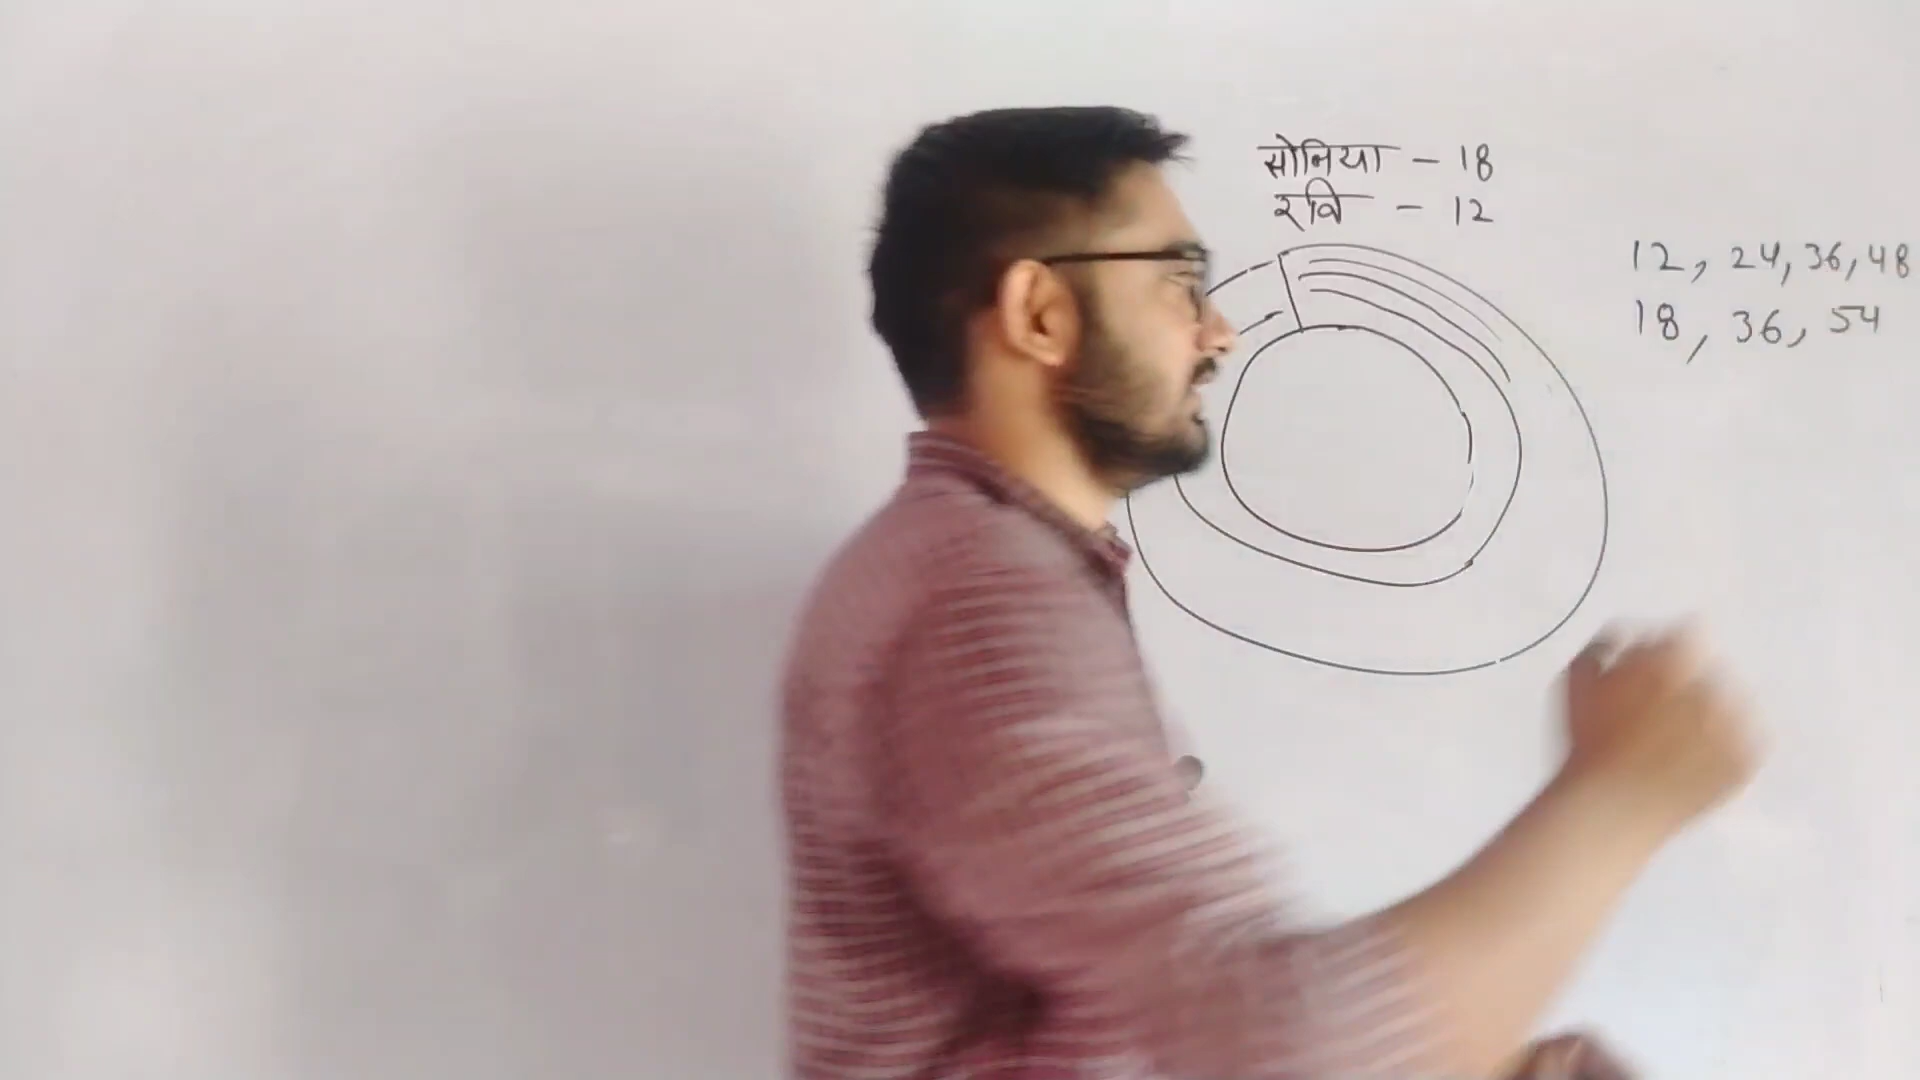 सोनिया - 18
रवि - 12
12, 24, 36, 48
18, 36, 54